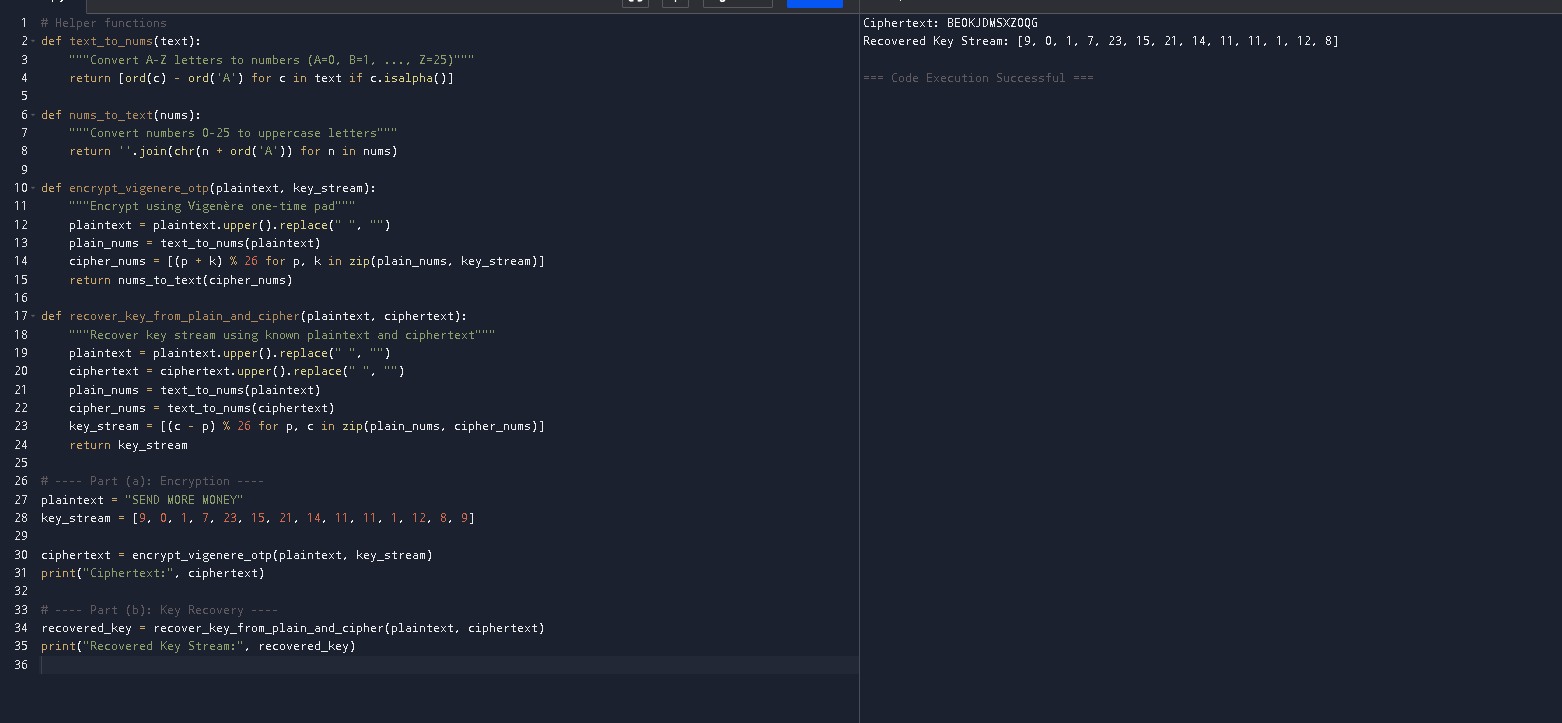 1 # Helper functions
2 def text_to_nums(text):
3 """Convert A-Z letters to numbers (A=0, B=1, ..., Z=25)"""
4 return [ord(c) - ord('A') for c in text if c.isalpha()]
5
6 def nums_to_text(nums):
7 """Convert numbers 0-25 to uppercase letters"""
8 return ''.join(chr(n + ord('A')) for n in nums)
9
10 def encrypt_vigenere_otp(plaintext, key_stream):
11 """Encrypt using Vigenère one-time pad"""
12 plaintext = plaintext.upper().replace(" ", "")
13 plain_nums = text_to_nums(plaintext)
14 cipher_nums = [(p + k) % 26 for p, k in zip(plain_nums, key_stream)]
15 return nums_to_text(cipher_nums)
16
17 def recover_key_from_plain_and_cipher(plaintext, ciphertext):
18 """Recover key stream using known plaintext and ciphertext"""
19 plaintext = plaintext.upper().replace(" ", "")
20 ciphertext = ciphertext.upper().replace(" ", "")
21 plain_nums = text_to_nums(plaintext)
22 cipher_nums = text_to_nums(ciphertext)
23 key_stream = [(c - p) % 26 for p, c in zip(plain_nums, cipher_nums)]
24 return key_stream
25
26 # ---- Part (a): Encryption ----
27 plaintext = "SEND MORE MONEY"
28 key_stream = [9, 0, 1, 7, 23, 15, 21, 14, 11, 11, 1, 12, 8, 9]
29
30 ciphertext = encrypt_vigenere_otp(plaintext, key_stream)
31 print("Ciphertext:", ciphertext)
32
33 # ---- Part (b): Key Recovery ----
34 recovered_key = recover_key_from_plain_and_cipher(plaintext, ciphertext)
35 print("Recovered Key Stream:", recovered_key)
36
Ciphertext: BEOKJDMSXZOQG
Recovered Key Stream: [9, 0, 1, 7, 23, 15, 21, 14, 11, 11, 1, 12, 8]
=== Code Execution Successful ===